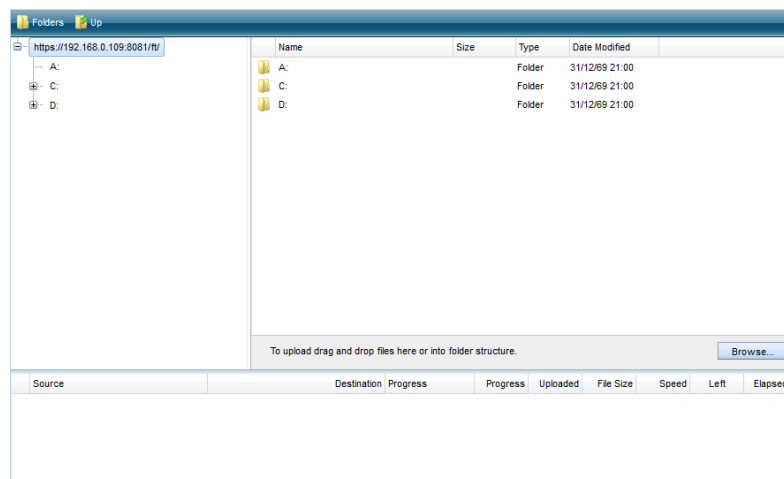 Folders Up
https://192.168.0.109:8081/ft/
A:
C:
D:
Name Size Type Date Modified
A: Folder 31/12/69 21:00
C: Folder 31/12/69 21:00
D: Folder 31/12/69 21:00
To upload drag and drop files here or into folder structure. Browse...
Source Destination Progress Progress Uploaded File Size Speed Left Elapsed